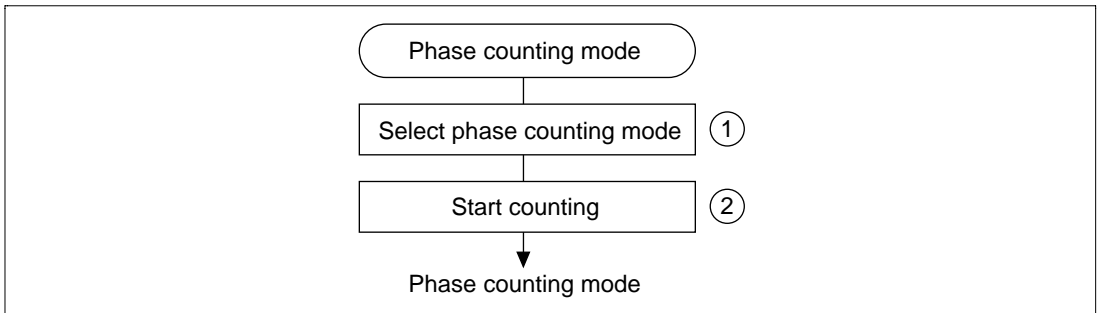 Phase counting mode
Select phase counting mode 1
Start counting 2
Phase counting mode